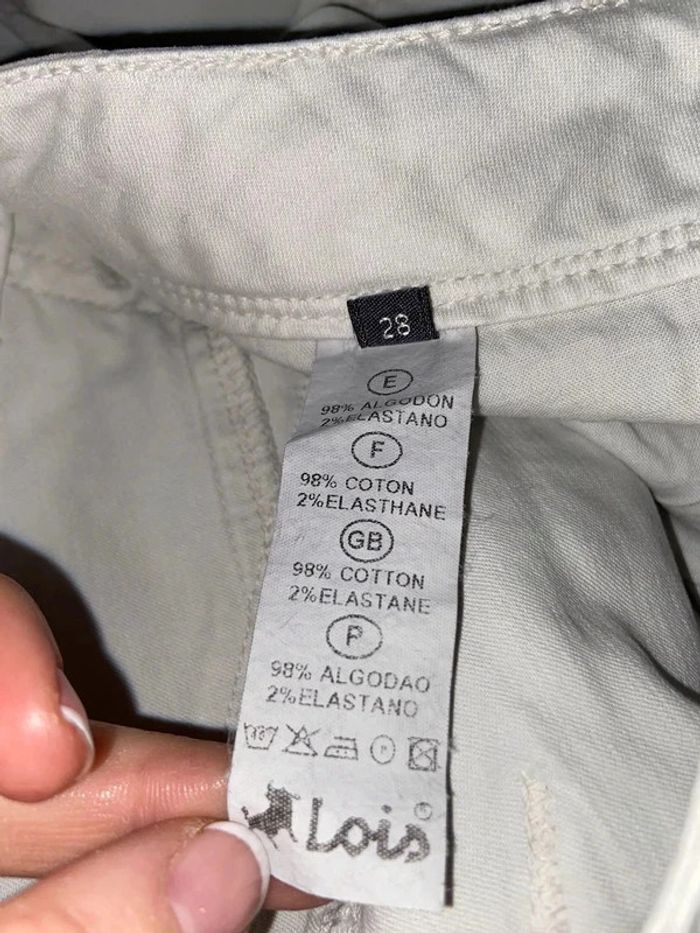 28
E
98% ALGODON
2%ELASTANO
F
98% COTON
2%ELASTHANE
GB
98% COTTON
2%ELASTANE
P
98% ALGODAO
2%ELASTANO
P
Lois®